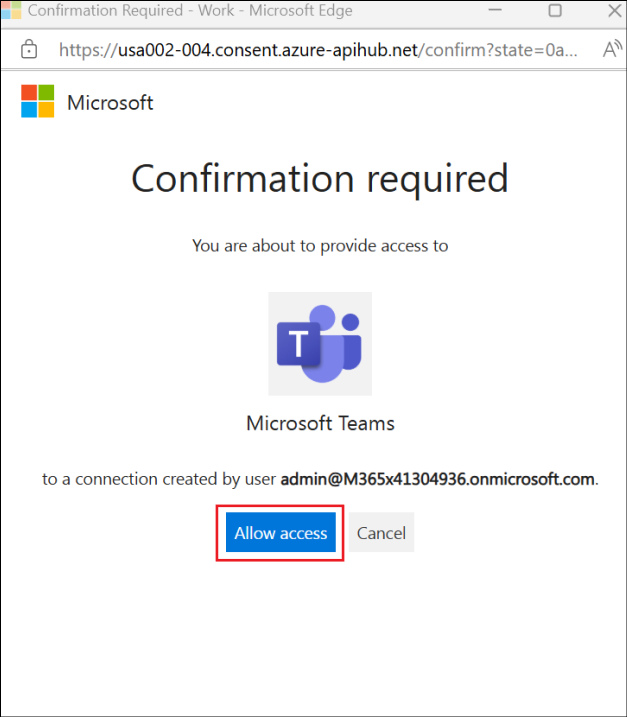 Confirmation Required - Work - Microsoft Edge
https://usa002-004.consent.azure-apihub.net/confirm?state=0a... A
Microsoft
Confirmation required
You are about to provide access to
T
Microsoft Teams
to a connection created by user admin@M365x41304936.onmicrosoft.com.
Allow access Cancel